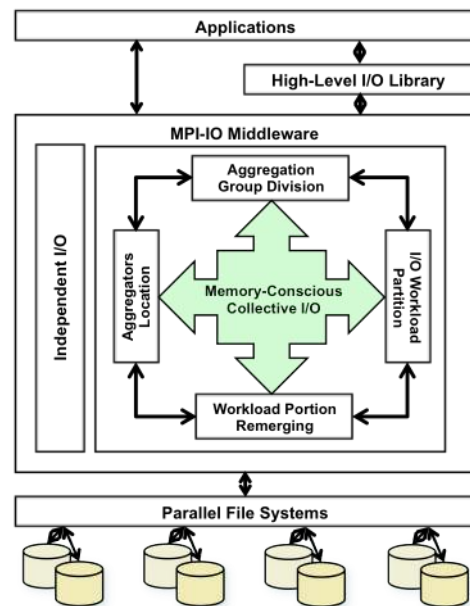 Applications
High-Level I/O Library
MPI-IO Middleware
Independent I/O
Aggregation
Group Division
Aggregators
Location
Memory-Conscious
Collective I/O
I/O Workload
Partition
Workload Portion
Remerging
Parallel File Systems